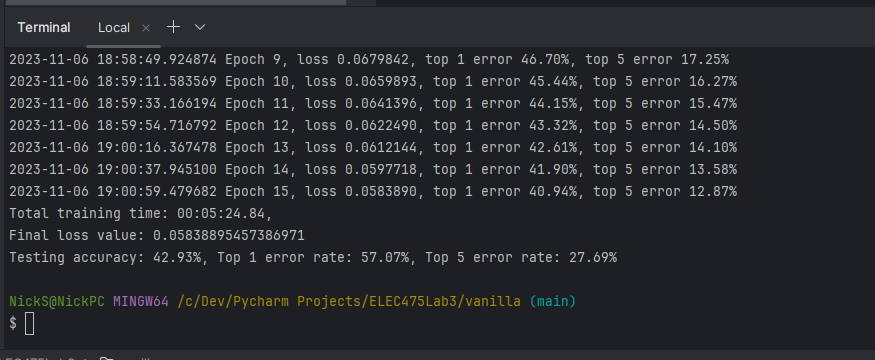 Terminal Local × +
2023-11-06 18:58:49.924874 Epoch 9, loss 0.0679842, top 1 error 46.70%, top 5 error 17.25%
2023-11-06 18:59:11.583569 Epoch 10, loss 0.0659893, top 1 error 45.44%, top 5 error 16.27%
2023-11-06 18:59:33.166194 Epoch 11, loss 0.0641396, top 1 error 44.15%, top 5 error 15.47%
2023-11-06 18:59:54.716792 Epoch 12, loss 0.0622490, top 1 error 43.32%, top 5 error 14.50%
2023-11-06 19:00:16.367478 Epoch 13, loss 0.0612144, top 1 error 42.61%, top 5 error 14.10%
2023-11-06 19:00:37.945100 Epoch 14, loss 0.0597718, top 1 error 41.90%, top 5 error 13.58%
2023-11-06 19:00:59.479682 Epoch 15, loss 0.0583890, top 1 error 40.94%, top 5 error 12.87%
Total training time: 00:05:24.84,
Final loss value: 0.05838895457386971
Testing accuracy: 42.93%, Top 1 error rate: 57.07%, Top 5 error rate: 27.69%
NickS@NickPC MINGW64 /c/Dev/Pycharm Projects/ELEC475Lab3/vanilla (main)
$